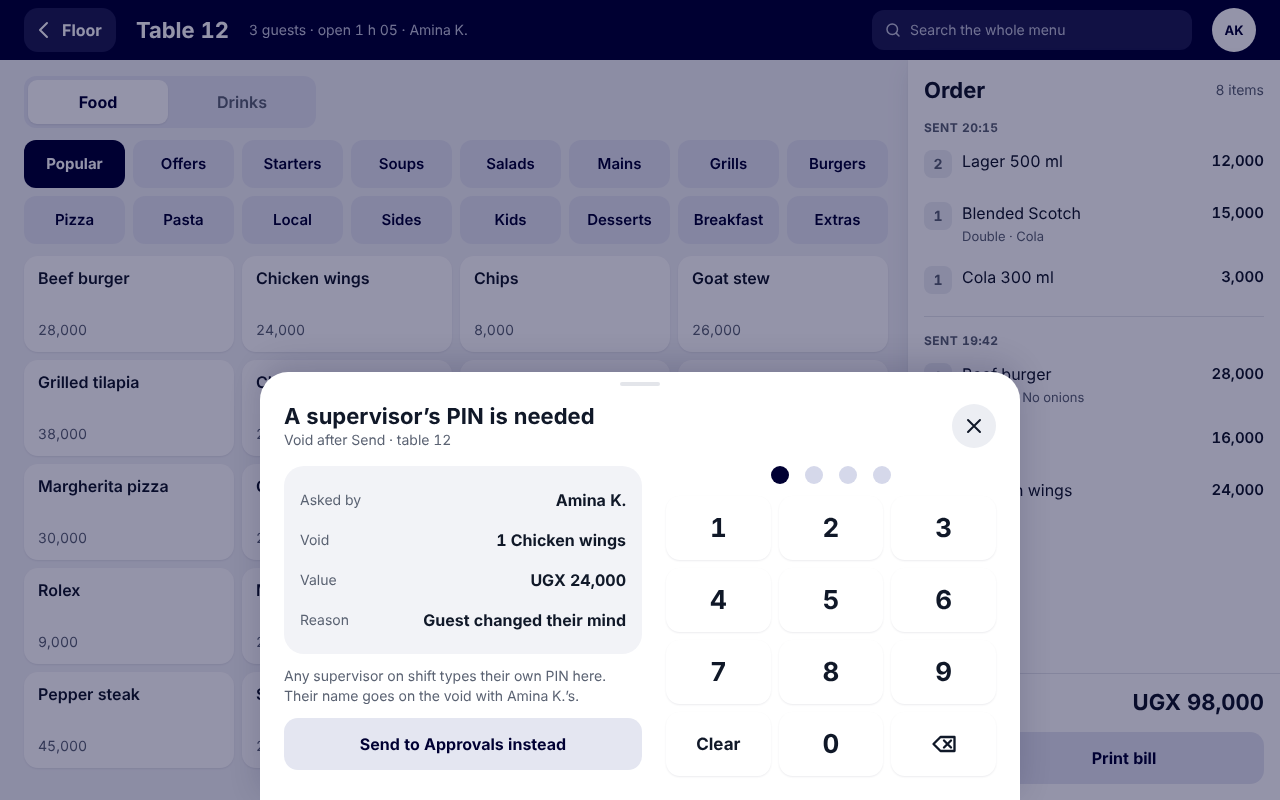 Floor
Table 12
3 guests · open 1 h 05 · Amina K.
Search the whole menu
AK
Food
Drinks
Popular
Offers
Starters
Soups
Salads
Mains
Grills
Burgers
Pizza
Pasta
Local
Sides
Kids
Desserts
Breakfast
Extras
Beef burger
28,000
Chicken wings
24,000
Chips
8,000
Goat stew
26,000
Grilled tilapia
38,000
Margherita pizza
30,000
Rolex
9,000
Pepper steak
45,000
Order
8 items
SENT 20:15
2 Lager 500 ml 12,000
1 Blended Scotch 15,000
Double · Cola
1 Cola 300 ml 3,000
SENT 19:42
Beef burger 28,000
No onions
16,000
wings 24,000
UGX 98,000
Print bill
A supervisor’s PIN is needed
Void after Send · table 12
Asked by Amina K.
Void 1 Chicken wings
Value UGX 24,000
Reason Guest changed their mind
Any supervisor on shift types their own PIN here.
Their name goes on the void with Amina K.’s.
Send to Approvals instead
1 2 3
4 5 6
7 8 9
Clear 0